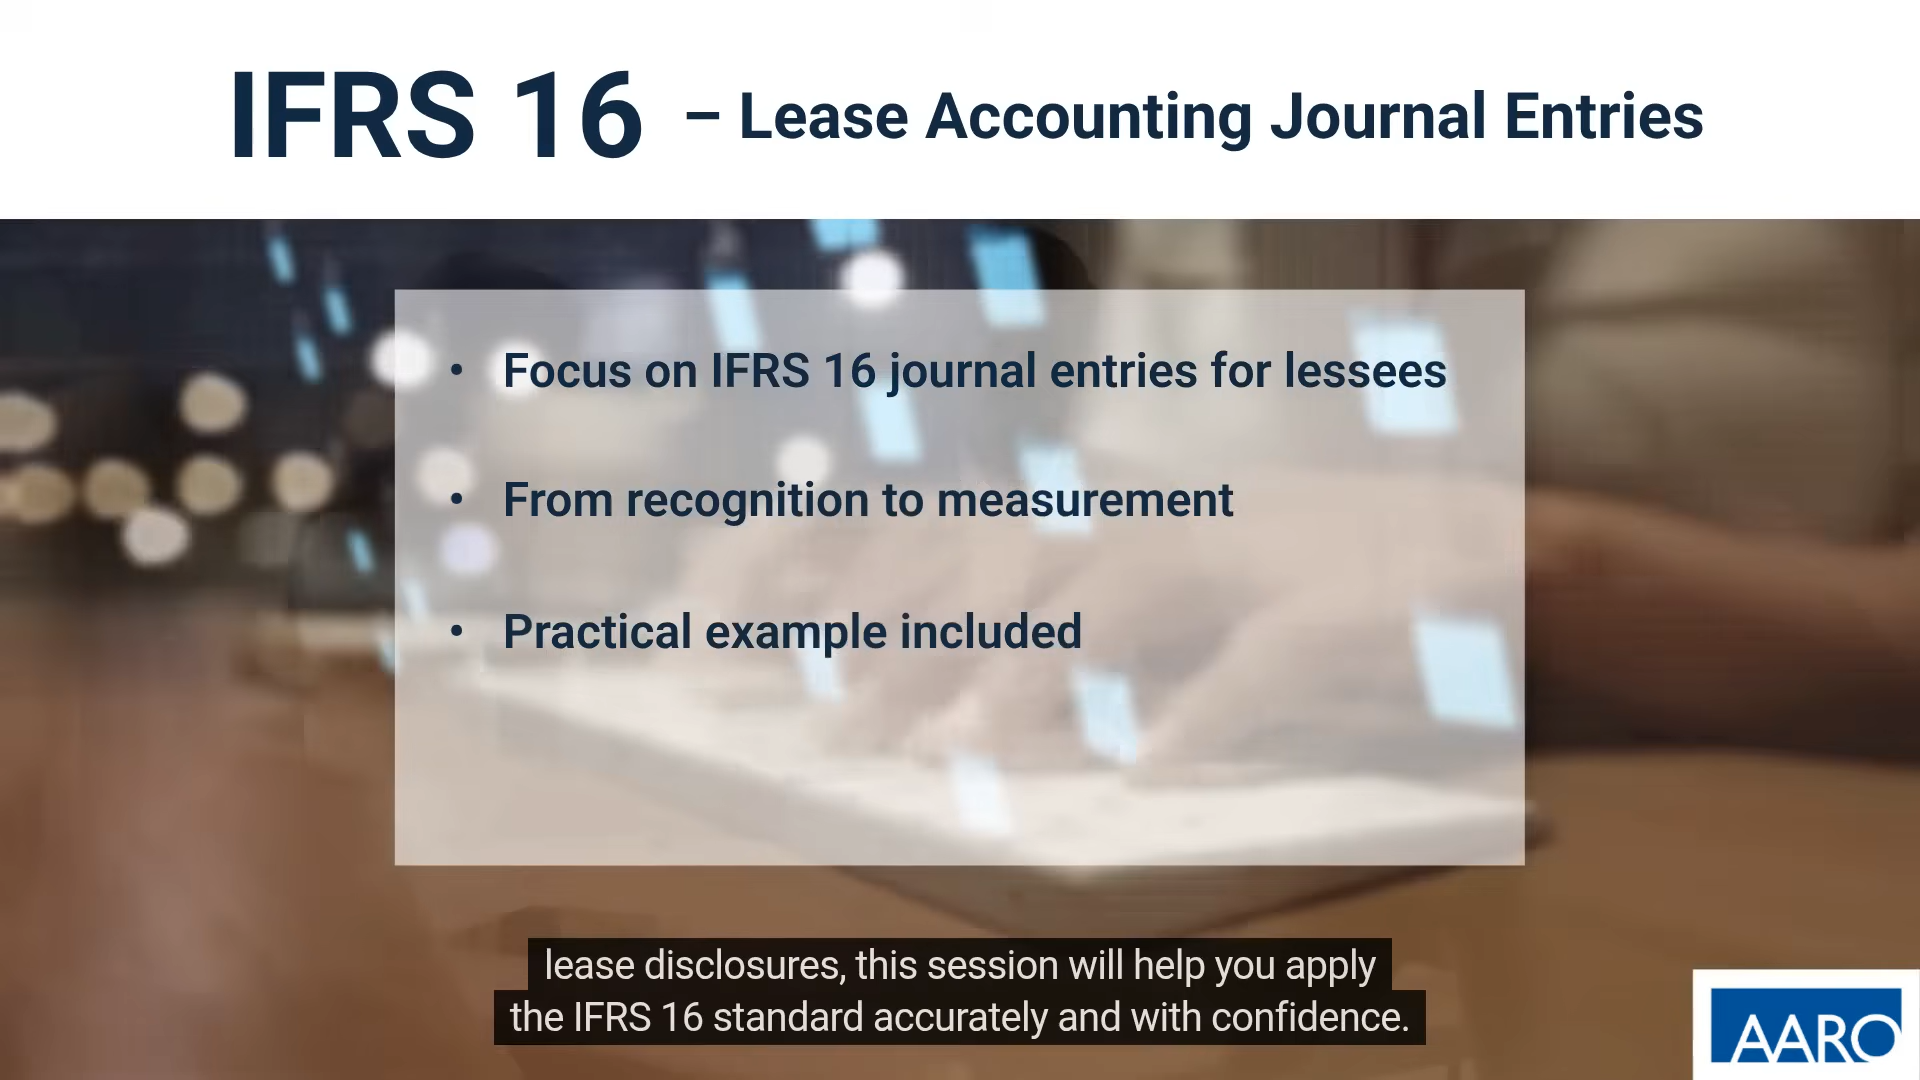 IFRS 16 – Lease Accounting Journal Entries
• Focus on IFRS 16 journal entries for lessees
• From recognition to measurement
• Practical example included
lease disclosures, this session will help you apply
the IFRS 16 standard accurately and with confidence.
AARO